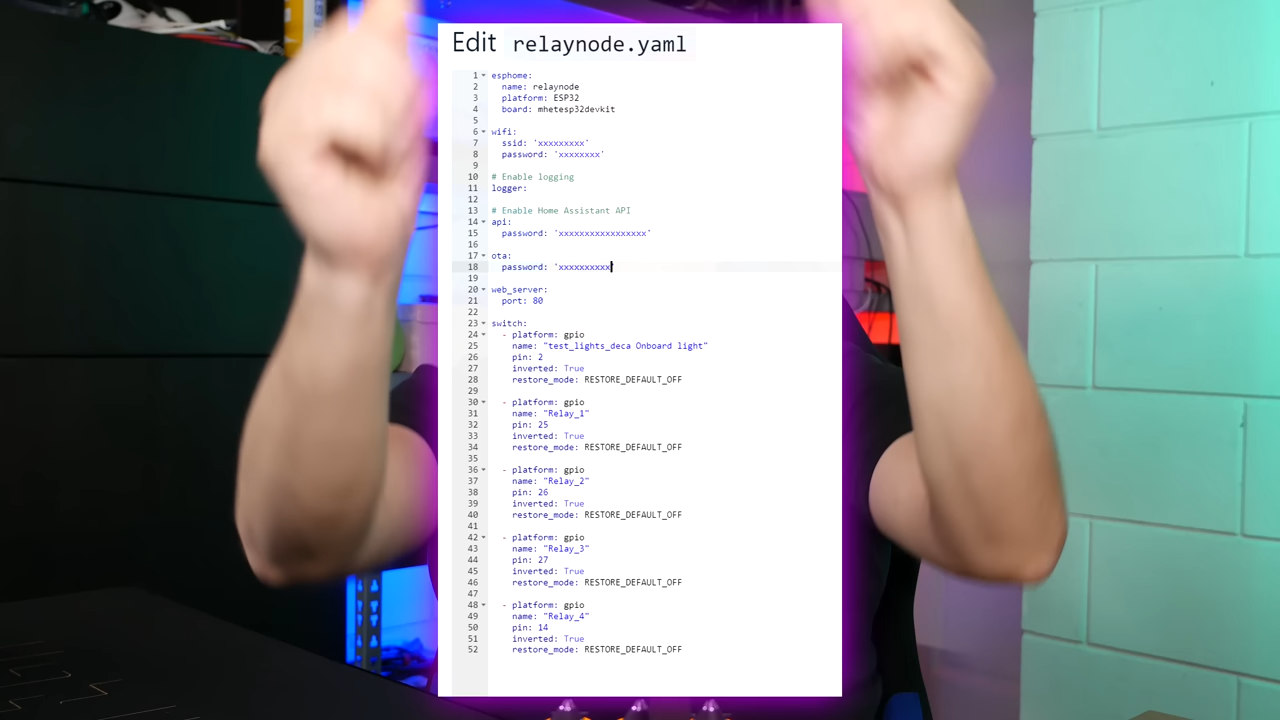 Edit relaynode.yaml
1 esphome:
2 name: relaynode
3 platform: ESP32
4 board: mhetesp32devkit
5
6 wifi:
7 ssid: 'xxxxxxxxx'
8 password: 'xxxxxxxx'
9
10 # Enable logging
11 logger:
12
13 # Enable Home Assistant API
14 api:
15 password: 'xxxxxxxxxxxxxxxxx'
16
17 ota:
18 password: 'xxxxxxxxxx'
19
20 web_server:
21 port: 80
22
23 switch:
24 - platform: gpio
25 name: "test_lights_deca Onboard light"
26 pin: 2
27 inverted: True
28 restore_mode: RESTORE_DEFAULT_OFF
29
30 - platform: gpio
31 name: "Relay_1"
32 pin: 25
33 inverted: True
34 restore_mode: RESTORE_DEFAULT_OFF
35
36 - platform: gpio
37 name: "Relay_2"
38 pin: 26
39 inverted: True
40 restore_mode: RESTORE_DEFAULT_OFF
41
42 - platform: gpio
43 name: "Relay_3"
44 pin: 27
45 inverted: True
46 restore_mode: RESTORE_DEFAULT_OFF
47
48 - platform: gpio
49 name: "Relay_4"
50 pin: 14
51 inverted: True
52 restore_mode: RESTORE_DEFAULT_OFF